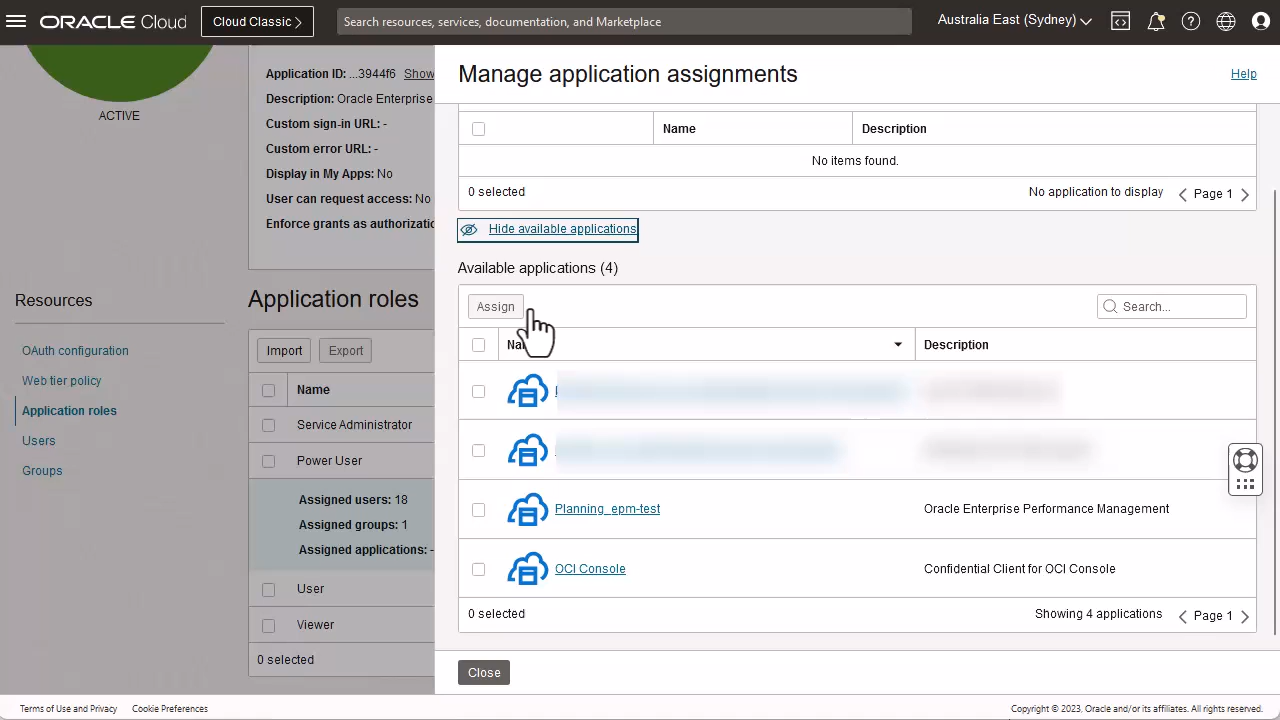 ORACLE Cloud
Cloud Classic
Search resources, services, documentation, and Marketplace
Australia East (Sydney)
ACTIVE
Application ID: ...3944f6 Show
Description: Oracle Enterprise
Custom sign-in URL: -
Custom error URL: -
Display in My Apps: No
User can request access: No
Enforce grants as
Resources
OAuth configuration
Web tier policy
Application roles
Users
Groups
Application roles
Import
Export
Name
Service Administrator
Power User
Assigned users: 18
Assigned groups: 1
Assigned applications: -
User
Viewer
0 selected
Manage application assignments
Help
Name
Description
No items found.
0 selected
No application to display
Page 1
Hide available applications
Available applications (4)
Assign
Search...
Description
Planning_epm-test
Oracle Enterprise Performance Management
OCI Console
Confidential Client for OCI Console
0 selected
Showing 4 applications
Page 1
Close
Terms of Use and Privacy
Cookie Preferences
Copyright © 2023, Oracle and/or its affiliates. All rights reserved.